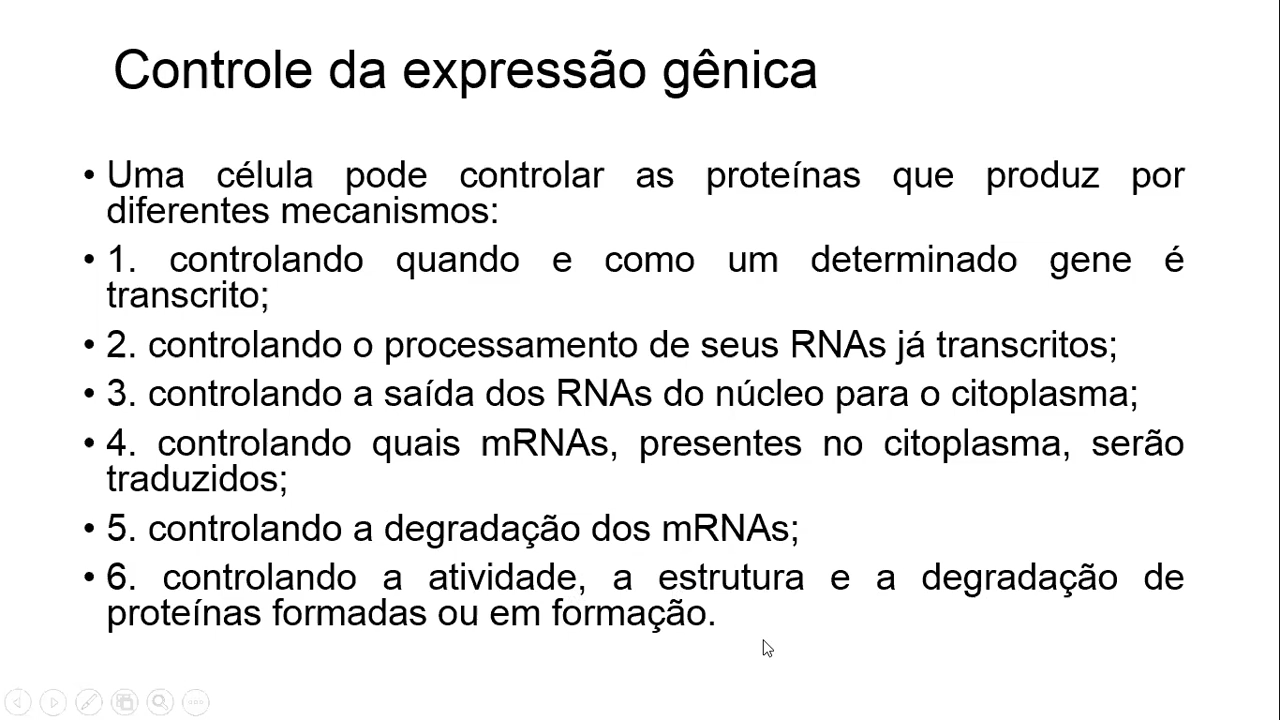 Controle da expressão gênica
• Uma célula pode controlar as proteínas que produz por
diferentes mecanismos:
• 1. controlando quando e como um determinado gene é
transcrito;
• 2. controlando o processamento de seus RNAs já transcritos;
• 3. controlando a saída dos RNAs do núcleo para o citoplasma;
• 4. controlando quais mRNAs, presentes no citoplasma, serão
traduzidos;
• 5. controlando a degradação dos mRNAs;
• 6. controlando a atividade, a estrutura e a degradação de
proteínas formadas ou em formação.